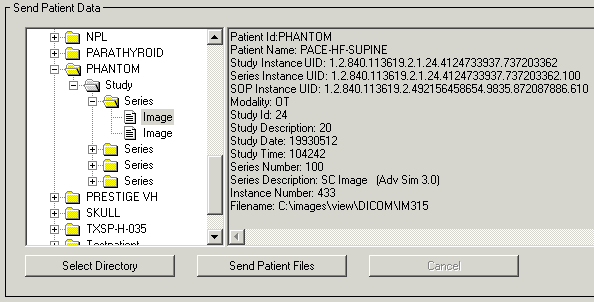 Send Patient Data
NPL
PARATHYROID
PHANTOM
Study
Series
Image
Image
Series
Series
Series
PRESTIGE VH
SKULL
TXSP-H-035
Testpatient
Patient Id:PHANTOM
Patient Name: PACE-HF-SUPINE
Study Instance UID: 1.2.840.113619.2.1.24.4124733937.737203362
Series Instance UID: 1.2.840.113619.2.1.24.4124733937.737203362.100
SOP Instance UID: 1.2.840.113619.2.492156458654.9835.872087886.610
Modality: OT
Study Id: 24
Study Description: 20
Study Date: 19930512
Study Time: 104242
Series Number: 100
Series Description: SC Image (Adv Sim 3.0)
Instance Number: 433
Filename: C:\images\view\DICOM\IM315
Select Directory
Send Patient Files
Cancel